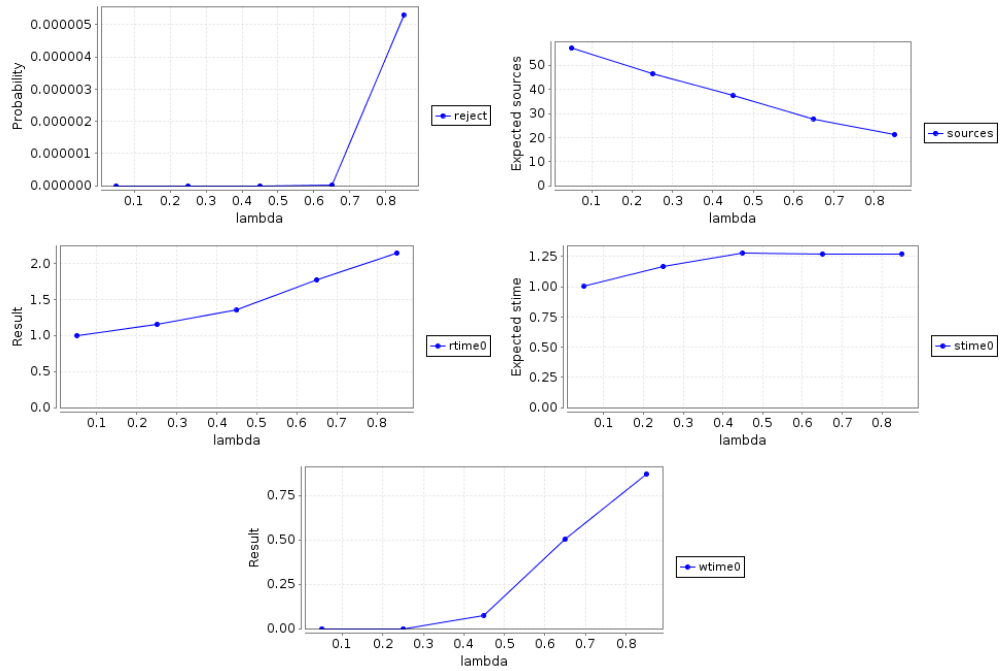 Probability
0.000005
0.000004
0.000003
0.000002
0.000001
0.000000
0.1 0.2 0.3 0.4 0.5 0.6 0.7 0.8
lambda
reject
Expected sources
50
40
30
20
10
0
0.1 0.2 0.3 0.4 0.5 0.6 0.7 0.8
lambda
sources
Result
2.0
1.5
1.0
0.5
0.0
0.1 0.2 0.3 0.4 0.5 0.6 0.7 0.8
lambda
rtime0
Expected stime
1.25
1.00
0.75
0.50
0.25
0.00
0.1 0.2 0.3 0.4 0.5 0.6 0.7 0.8
lambda
stime0
Result
0.75
0.50
0.25
0.00
0.1 0.2 0.3 0.4 0.5 0.6 0.7 0.8
lambda
wtime0